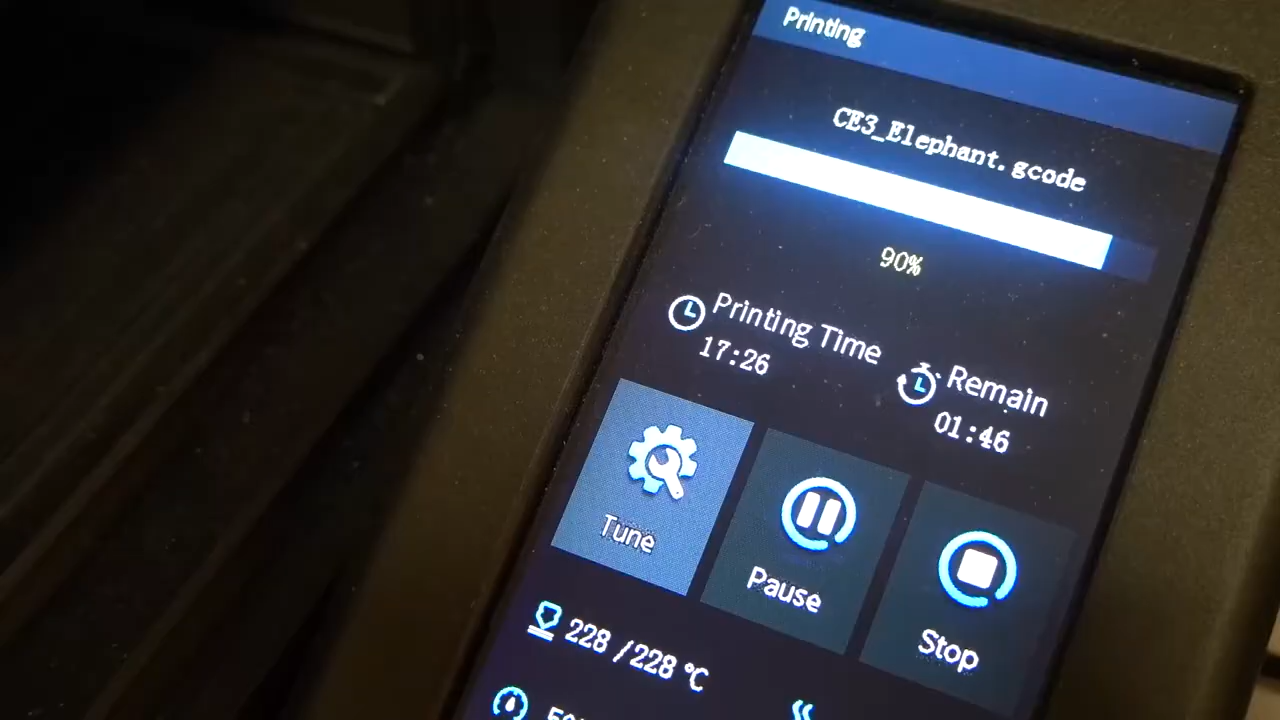 Printing
CE3_Elephant.gcode
90%
Printing Time
17:26
Remain
01:46
Tune
Pause
Stop
228 /228 ℃